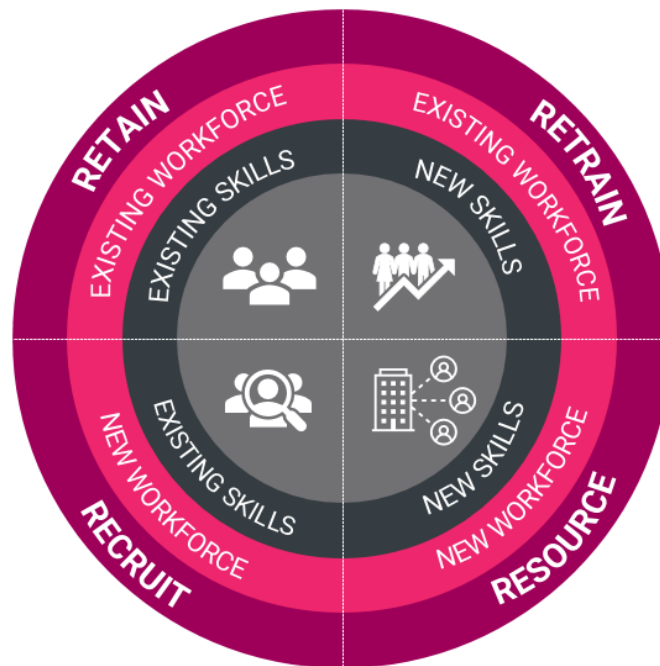 RETAIN
EXISTING WORKFORCE
EXISTING SKILLS
RETRAIN
EXISTING WORKFORCE
NEW SKILLS
RECRUIT
NEW WORKFORCE
EXISTING SKILLS
RESOURCE
NEW WORKFORCE
NEW SKILLS